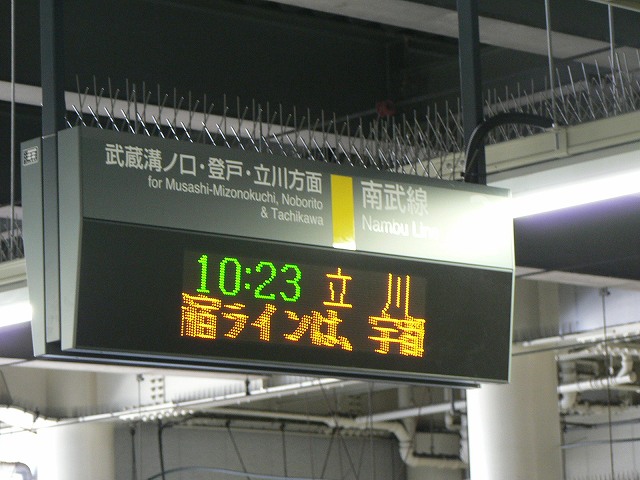 武蔵溝ノ口・登戸・立川方面
for Musashi-Mizonokuchi, Noborito
& Tachikawa
南武線
Nambu Line
10:23 立 川
宿ラインは、宇